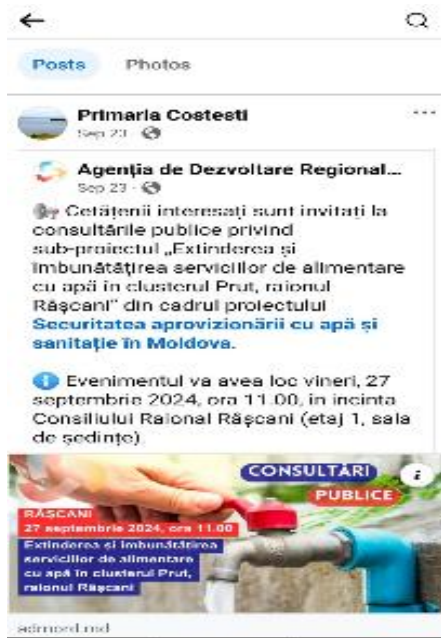 Posts Photos
Primaria Costesti
Sep 23
Agenția de Dezvoltare Regional...
Sep 23
Cetățenii interesați sunt invitați la
consultările publice privind
sub-proiectul „Extinderea și
îmbunătățirea serviciilor de alimentare
cu apă în clusterul Prut, raionul
Râșcani" din cadrul proiectului
Securitatea aprovizionării cu apă și
sanitație în Moldova.
Evenimentul va avea loc vineri, 27
septembrie 2024, ora 11.00, în incinta
Consiliului Raional Râșcani (etaj 1, sala
de ședințe)
CONSULTĂRI
PUBLICE
RÂȘCANI
27 septembrie 2024, ora 11.00
Extinderea și îmbunătățirea
serviciilor de alimentare
cu apă în clusterul Prut,
raionul Râșcani
adrnord.md